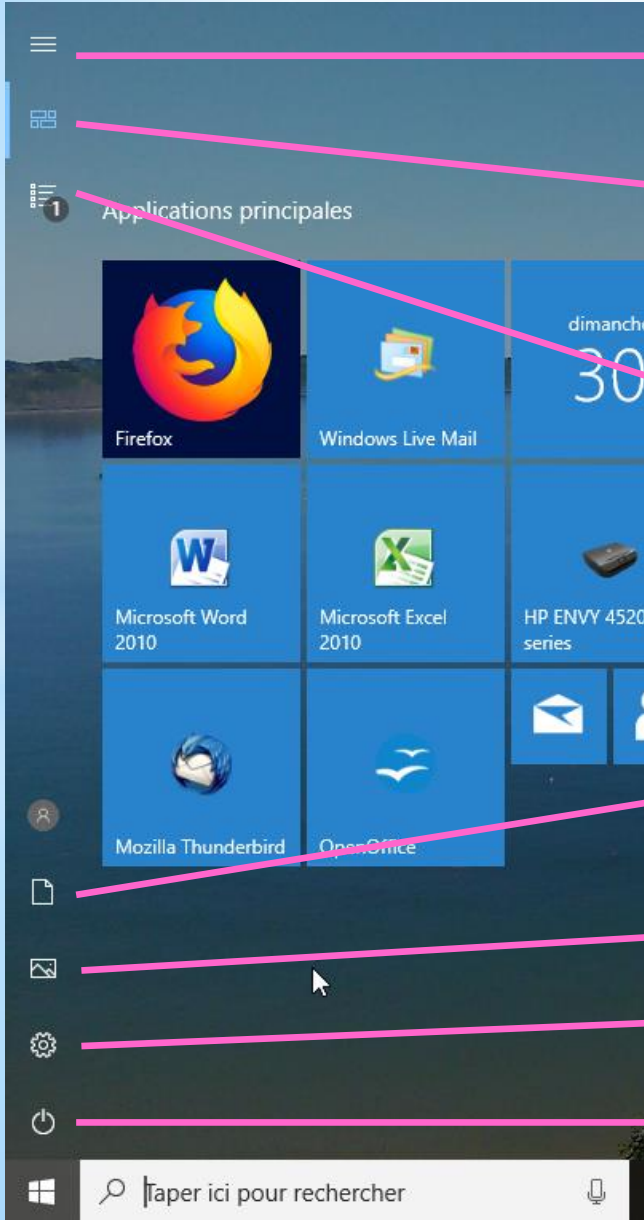 1
Applications principales
dimanche
30
Firefox
Windows Live Mail
Microsoft Word
2010
Microsoft Excel
2010
HP ENVY 4520
series
Mozilla Thunderbird
OpenOffice
Taper ici pour rechercher